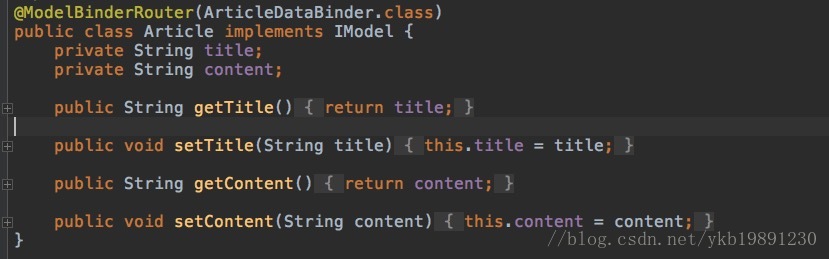 @ModelBinderRouter(ArticleDataBinder.class)
public class Article implements IModel {
    private String title;
    private String content;
    public String getTitle() { return title; }
    public void setTitle(String title) { this.title = title; }
    public String getContent() { return content; }
    public void setContent(String content) { this.content = content; }
}
//blog.csdn.net/ykb19891230